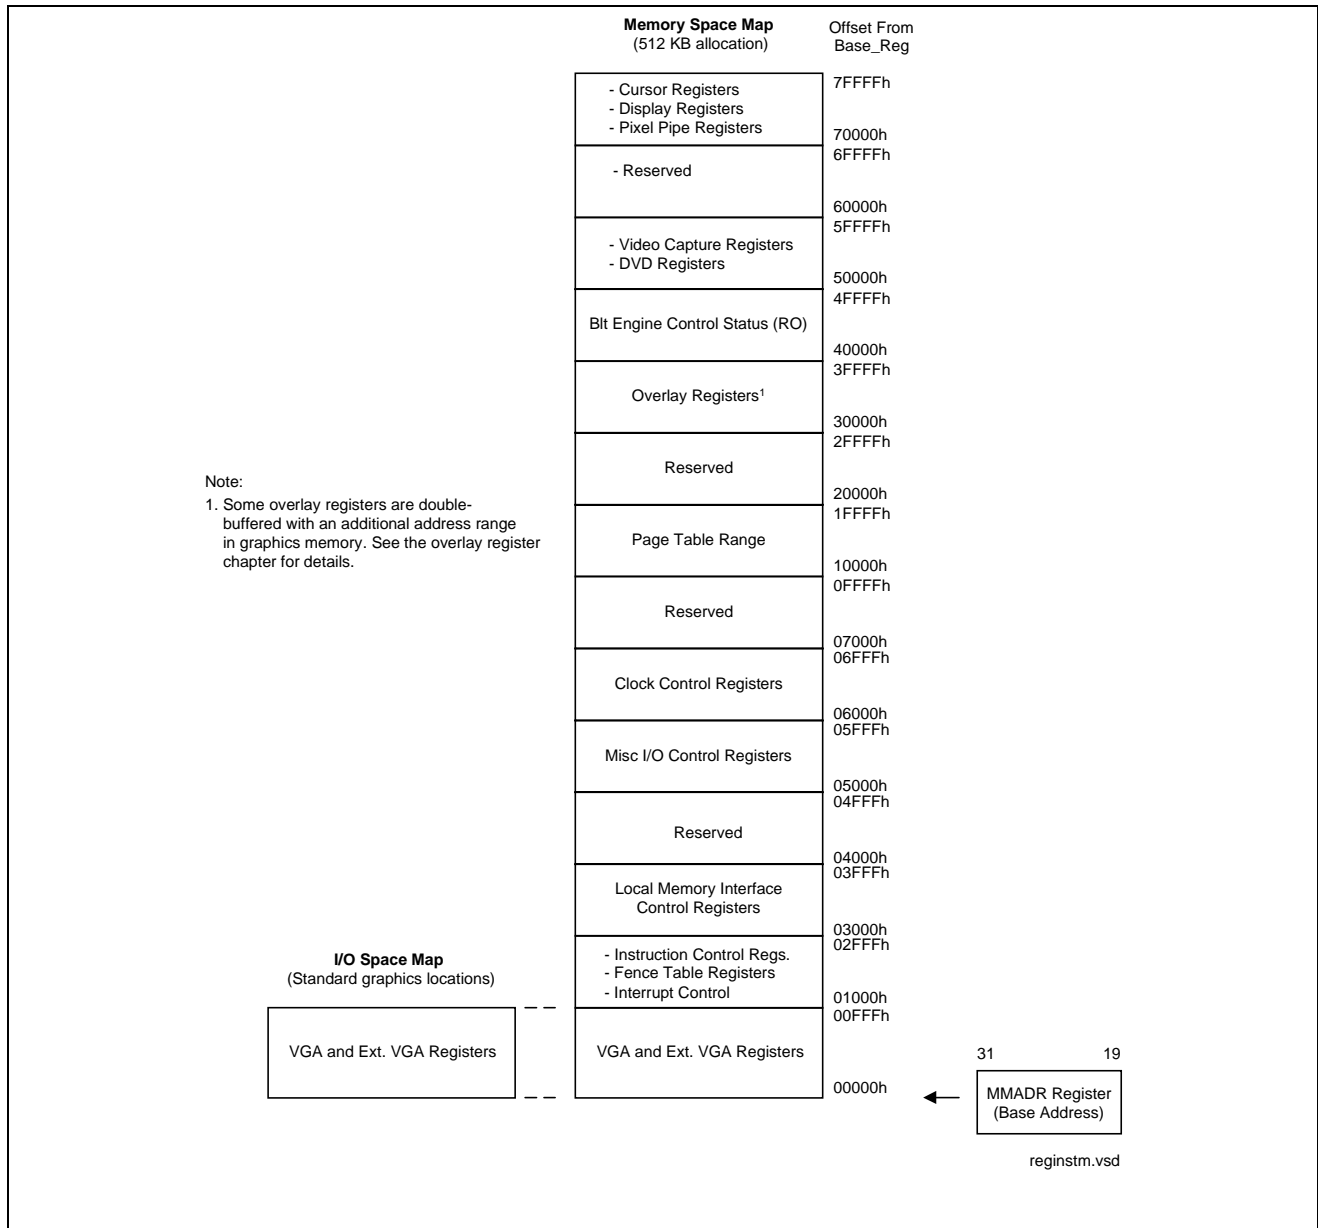 Memory Space Map
(512 KB allocation)
Offset From
Base_Reg
- Cursor Registers
- Display Registers
- Pixel Pipe Registers
7FFFFh
70000h
- Reserved
6FFFFh
60000h
- Video Capture Registers
- DVD Registers
5FFFFh
50000h
Blt Engine Control Status (RO)
4FFFFh
40000h
Overlay Registers¹
3FFFFh
30000h
Reserved
2FFFFh
20000h
Note:
1. Some overlay registers are double-
buffered with an additional address range
in graphics memory. See the overlay register
chapter for details.
Page Table Range
1FFFFh
10000h
Reserved
0FFFFh
07000h
Clock Control Registers
06FFFh
06000h
Misc I/O Control Registers
05FFFh
05000h
Reserved
04FFFh
04000h
Local Memory Interface
Control Registers
03FFFh
03000h
- Instruction Control Regs.
- Fence Table Registers
- Interrupt Control
02FFFh
01000h
I/O Space Map
(Standard graphics locations)
VGA and Ext. VGA Registers
VGA and Ext. VGA Registers
00FFFh
00000h
31 19
MMADR Register
(Base Address)
reginstm.vsd